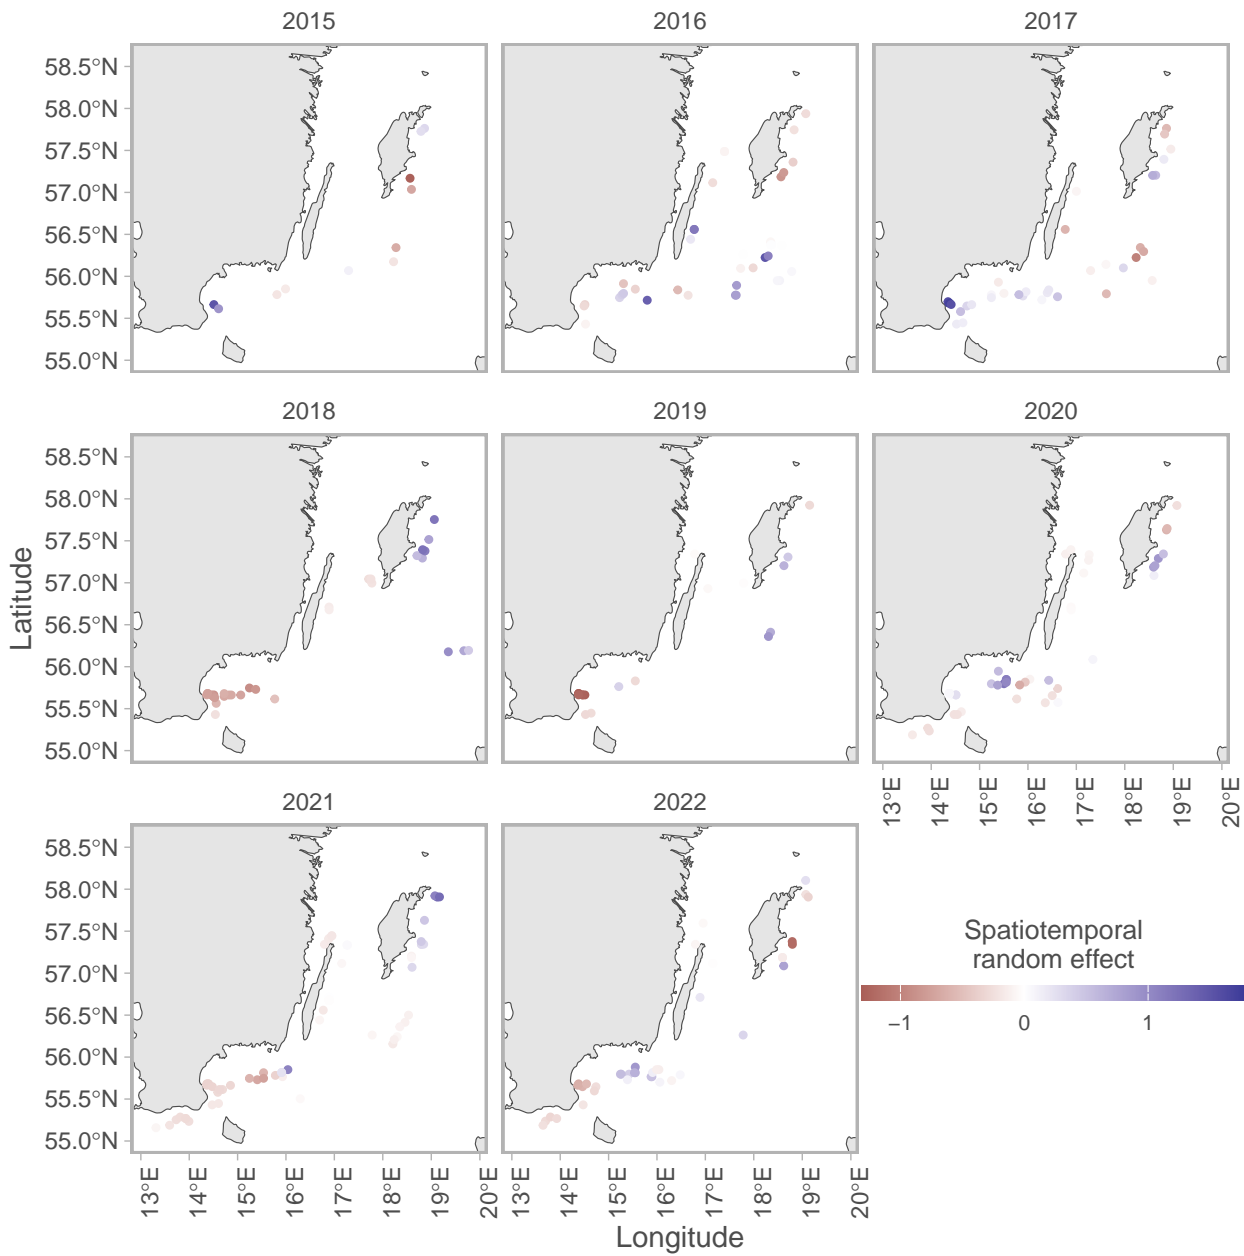 2015 2016 2017
58.5°N
58.0°N
57.5°N
57.0°N
56.5°N
56.0°N
55.5°N
55.0°N
2018 2019 2020
58.5°N
58.0°N
57.5°N
57.0°N
56.5°N
56.0°N
55.5°N
55.0°N
Latitude
13°E 14°E 15°E 16°E 17°E 18°E 19°E 20°E
2021 2022
58.5°N
58.0°N
57.5°N
57.0°N
56.5°N
56.0°N
55.5°N
55.0°N
Spatiotemporal
random effect
−1 0 1
13°E 14°E 15°E 16°E 17°E 18°E 19°E 20°E 13°E 14°E 15°E 16°E 17°E 18°E 19°E 20°E
Longitude